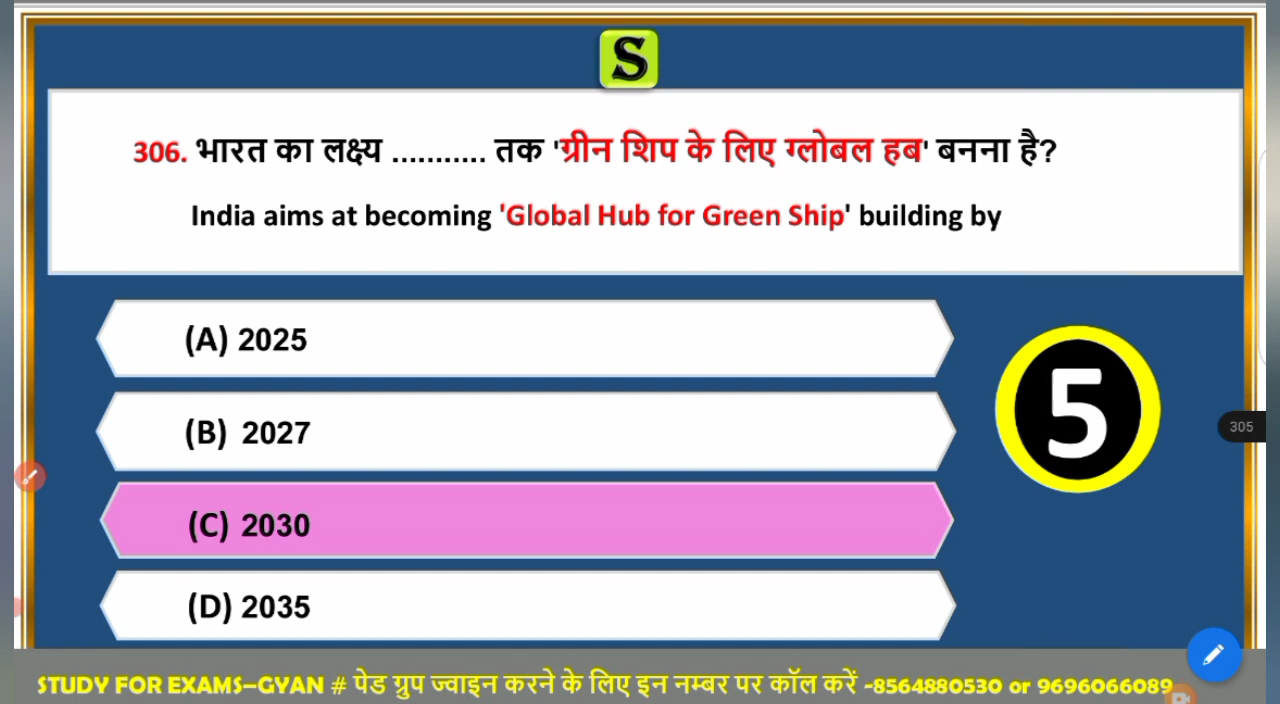 S
306. भारत का लक्ष्य ........... तक 'ग्रीन शिप के लिए ग्लोबल हब' बनना है?
India aims at becoming 'Global Hub for Green Ship' building by
(A) 2025
(B) 2027
5
305
(C) 2030
(D) 2035
STUDY FOR EXAMS–GYAN # पेड ग्रुप ज्वाइन करने के लिए इन नम्बर पर कॉल करें -8564880530 or 9696066089